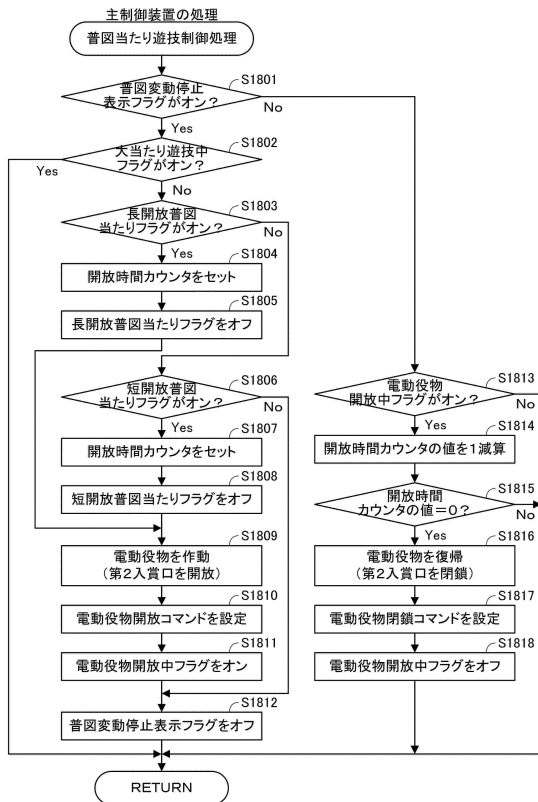 主制御装置の処理
普図当たり遊技制御処理
S1801
普図変動停止
表示フラグがオン?
No
Yes
S1802
大当たり遊技中
フラグがオン?
Yes
No
S1803
長開放普図
当たりフラグがオン?
No
Yes
S1804
開放時間カウンタをセット
S1805
長開放普図当たりフラグをオフ
S1806
短開放普図
当たりフラグがオン?
No
Yes
S1807
開放時間カウンタをセット
S1808
短開放普図当たりフラグをオフ
S1809
電動役物を作動
(第2入賞口を開放)
S1810
電動役物開放コマンドを設定
S1811
電動役物開放中フラグをオン
S1812
普図変動停止表示フラグをオフ
S1813
電動役物
開放中フラグがオン?
No
Yes
S1814
開放時間カウンタの値を1減算
S1815
開放時間
カウンタの値=0?
No
Yes
S1816
電動役物を復帰
(第2入賞口を閉鎖)
S1817
電動役物閉鎖コマンドを設定
S1818
電動役物開放中フラグをオフ
RETURN